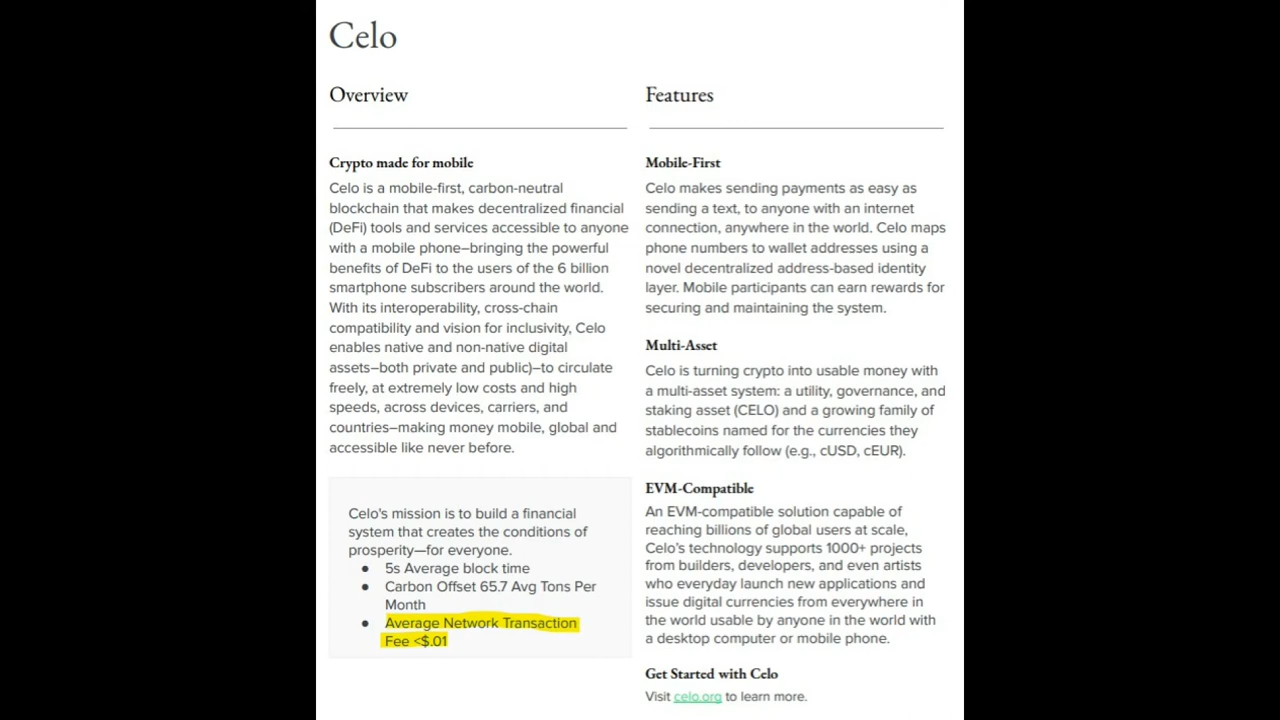 Celo
Overview
Crypto made for mobile
Celo is a mobile-first, carbon-neutral
blockchain that makes decentralized financial
(DeFi) tools and services accessible to anyone
with a mobile phone–bringing the powerful
benefits of DeFi to the users of the 6 billion
smartphone subscribers around the world.
With its interoperability, cross-chain
compatibility and vision for inclusivity, Celo
enables native and non-native digital
assets–both private and public)–to circulate
freely, at extremely low costs and high
speeds, across devices, carriers, and
countries–making money mobile, global and
accessible like never before.
Celo's mission is to build a financial
system that creates the conditions of
prosperity—for everyone.
● 5s Average block time
● Carbon Offset 65.7 Avg Tons Per
Month
● Average Network Transaction
Fee <$.01
Features
Mobile-First
Celo makes sending payments as easy as
sending a text, to anyone with an internet
connection, anywhere in the world. Celo maps
phone numbers to wallet addresses using a
novel decentralized address-based identity
layer. Mobile participants can earn rewards for
securing and maintaining the system.
Multi-Asset
Celo is turning crypto into usable money with
a multi-asset system: a utility, governance, and
staking asset (CELO) and a growing family of
stablecoins named for the currencies they
algorithmically follow (e.g., cUSD, cEUR).
EVM-Compatible
An EVM-compatible solution capable of
reaching billions of global users at scale,
Celo's technology supports 1000+ projects
from builders, developers, and even artists
who everyday launch new applications and
issue digital currencies from everywhere in
the world usable by anyone in the world with
a desktop computer or mobile phone.
Get Started with Celo
Visit celo.org to learn more.